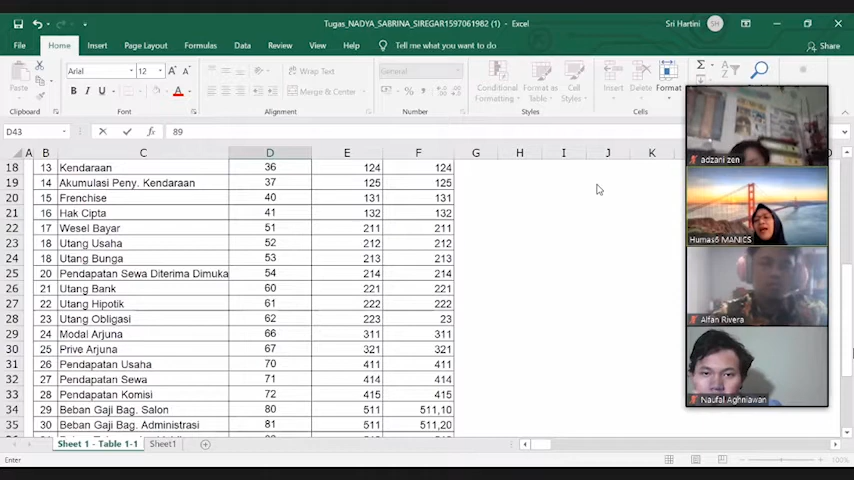 Tugas_NADYA_SABRINA_SIREGAR1597061982 (1) - Excel
Sri Hartini SH
File Home Insert Page Layout Formulas Data Review View Help Tell me what you want to do Share
Arial 12 Wrap Text General
Paste B I U A Merge & Center $ % Conditional Formatting Format as Table Cell Styles Insert Delete Format
Clipboard Font Alignment Number Styles Cells
D43 fx 89
A B C D E F G H I J K
18 13 Kendaraan 36 124 124
19 14 Akumulasi Peny. Kendaraan 37 125 125
20 15 Frenchise 40 131 131
21 16 Hak Cipta 41 132 132
22 17 Wesel Bayar 51 211 211
23 18 Utang Usaha 52 212 212
24 18 Utang Bunga 53 213 213
25 20 Pendapatan Sewa Diterima Dimuka 54 214 214
26 21 Utang Bank 60 221 221
27 22 Utang Hipotik 61 222 222
28 23 Utang Obligasi 62 223 23
29 24 Modal Arjuna 66 311 311
30 25 Prive Arjuna 67 321 321
31 26 Pendapatan Usaha 70 411 411
32 27 Pendapatan Sewa 71 414 414
33 28 Pendapatan Komisi 72 415 415
34 29 Beban Gaji Bag. Salon 80 511 511,10
35 30 Beban Gaji Bag. Administrasi 81 511 511,20
adzani zen
Humas6 MANICS
Alfan Rivera
Naufal Aghniawan
Sheet 1 - Table 1-1 Sheet1
Enter 100%